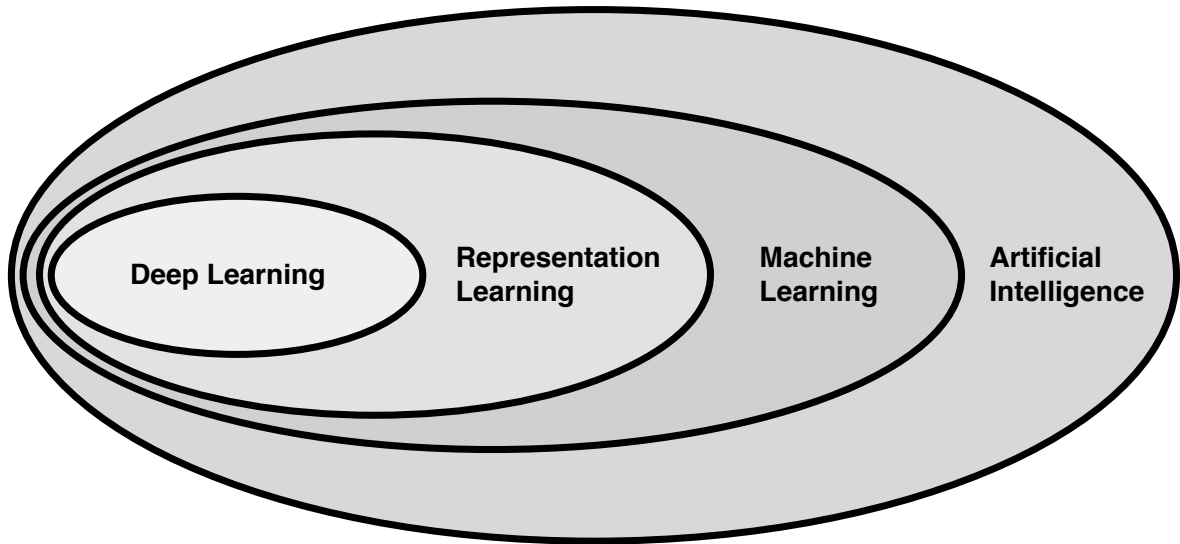 Deep Learning
Representation
Learning
Machine
Learning
Artificial
Intelligence